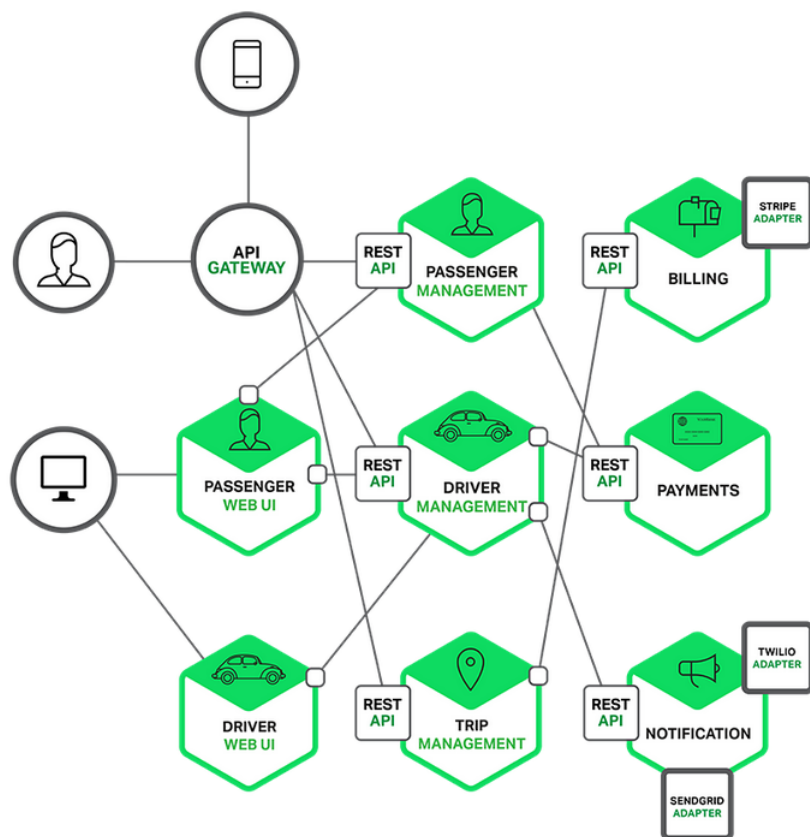 API
GATEWAY
REST
API
PASSENGER
MANAGEMENT
REST
API
BILLING
STRIPE
ADAPTER
PASSENGER
WEB UI
REST
API
DRIVER
MANAGEMENT
REST
API
PAYMENTS
DRIVER
WEB UI
REST
API
TRIP
MANAGEMENT
REST
API
NOTIFICATION
TWILIO
ADAPTER
SENDGRID
ADAPTER